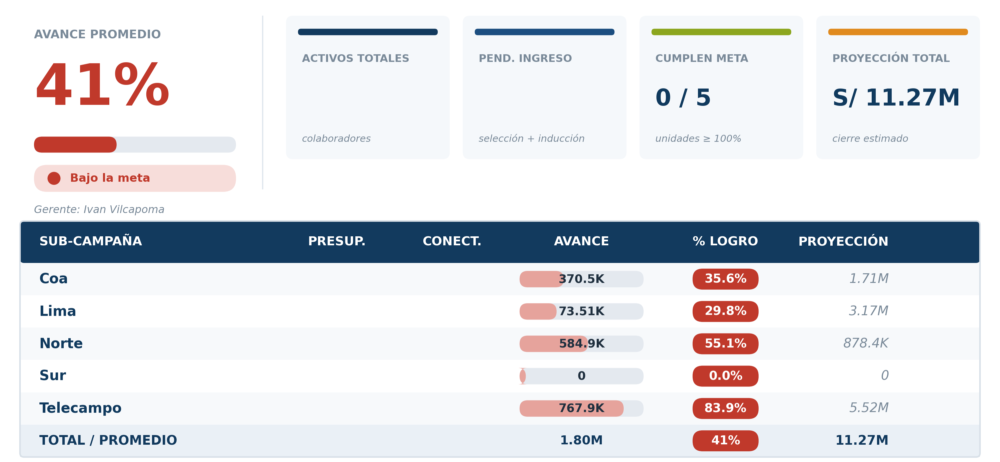 AVANCE PROMEDIO
41%
Bajo la meta
Gerente: Ivan Vilcapoma
ACTIVOS TOTALES
colaboradores
PEND. INGRESO
selección + inducción
CUMPLEN META
0 / 5
unidades ≥ 100%
PROYECCIÓN TOTAL
S/ 11.27M
cierre estimado
SUB-CAMPAÑA PRESUP. CONECT. AVANCE % LOGRO PROYECCIÓN
Coa 370.5K 35.6% 1.71M
Lima 73.51K 29.8% 3.17M
Norte 584.9K 55.1% 878.4K
Sur 0 0.0% 0
Telecampo 767.9K 83.9% 5.52M
TOTAL / PROMEDIO 1.80M 41% 11.27M